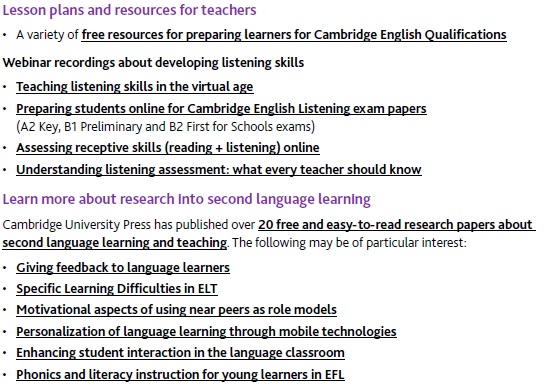 Lesson plans and resources for teachers
• A variety of free resources for preparing learners for Cambridge English Qualifications
Webinar recordings about developing listening skills
• Teaching listening skills in the virtual age
• Preparing students online for Cambridge English Listening exam papers
(A2 Key, B1 Preliminary and B2 First for Schools exams)
• Assessing receptive skills (reading + listening) online
• Understanding listening assessment: what every teacher should know
Learn more about research into second language learning
Cambridge University Press has published over 20 free and easy-to-read research papers about
second language learning and teaching. The following may be of particular interest:
• Giving feedback to language learners
• Specific Learning Difficulties in ELT
• Motivational aspects of using near peers as role models
• Personalization of language learning through mobile technologies
• Enhancing student interaction in the language classroom
• Phonics and literacy instruction for young learners in EFL